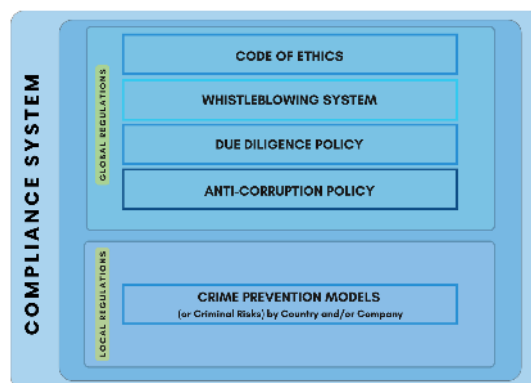 COMPLIANCE SYSTEM
GLOBAL REGULATIONS
CODE OF ETHICS
WHISTLEBLOWING SYSTEM
DUE DILIGENCE POLICY
ANTI-CORRUPTION POLICY
LOCAL REGULATIONS
CRIME PREVENTION MODELS
(or Criminal Risks) by Country and/or Company